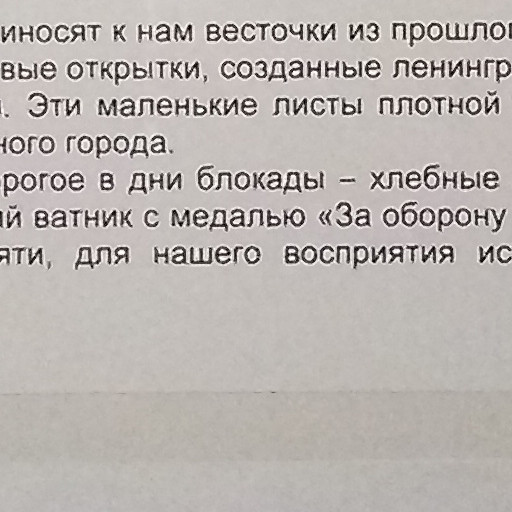 иносят к нам весточки из прошлог
вые открытки, созданные ленингр
. Эти маленькие листы плотной
ного города.
рогое в дни блокады – хлебные
й ватник с медалью «За оборону
яти, для нашего восприятия ис